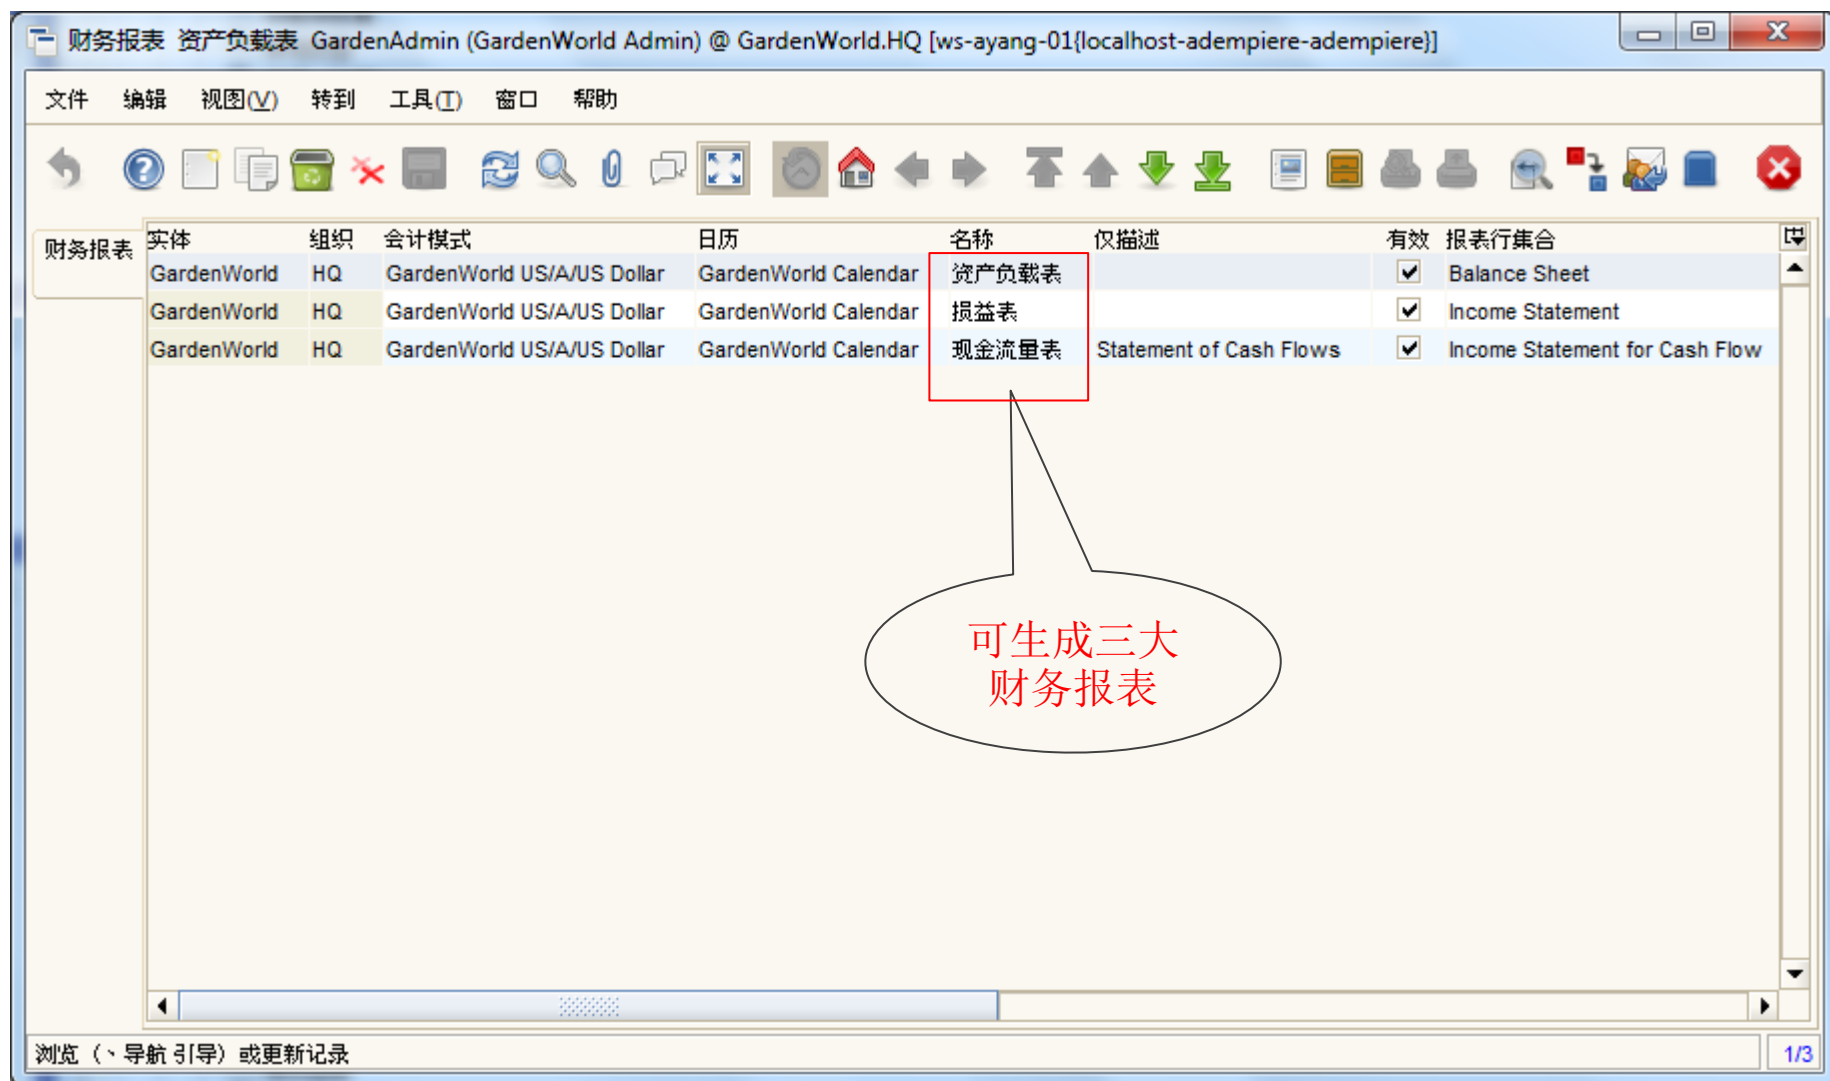 财务报表 资产负载表 GardenAdmin (GardenWorld Admin) @ GardenWorld.HQ [ws-ayang-01{localhost-adempiere-adempiere}]
文件 编辑 视图(V) 转到 工具(T) 窗口 帮助
财务报表
实体 组织 会计模式 日历 名称 仅描述 有效 报表行集合
GardenWorld HQ GardenWorld US/A/US Dollar GardenWorld Calendar 资产负载表 Balance Sheet
GardenWorld HQ GardenWorld US/A/US Dollar GardenWorld Calendar 损益表 Income Statement
GardenWorld HQ GardenWorld US/A/US Dollar GardenWorld Calendar 现金流量表 Statement of Cash Flows Income Statement for Cash Flow
可生成三大
财务报表
浏览（、导航 引导）或更新记录 1/3